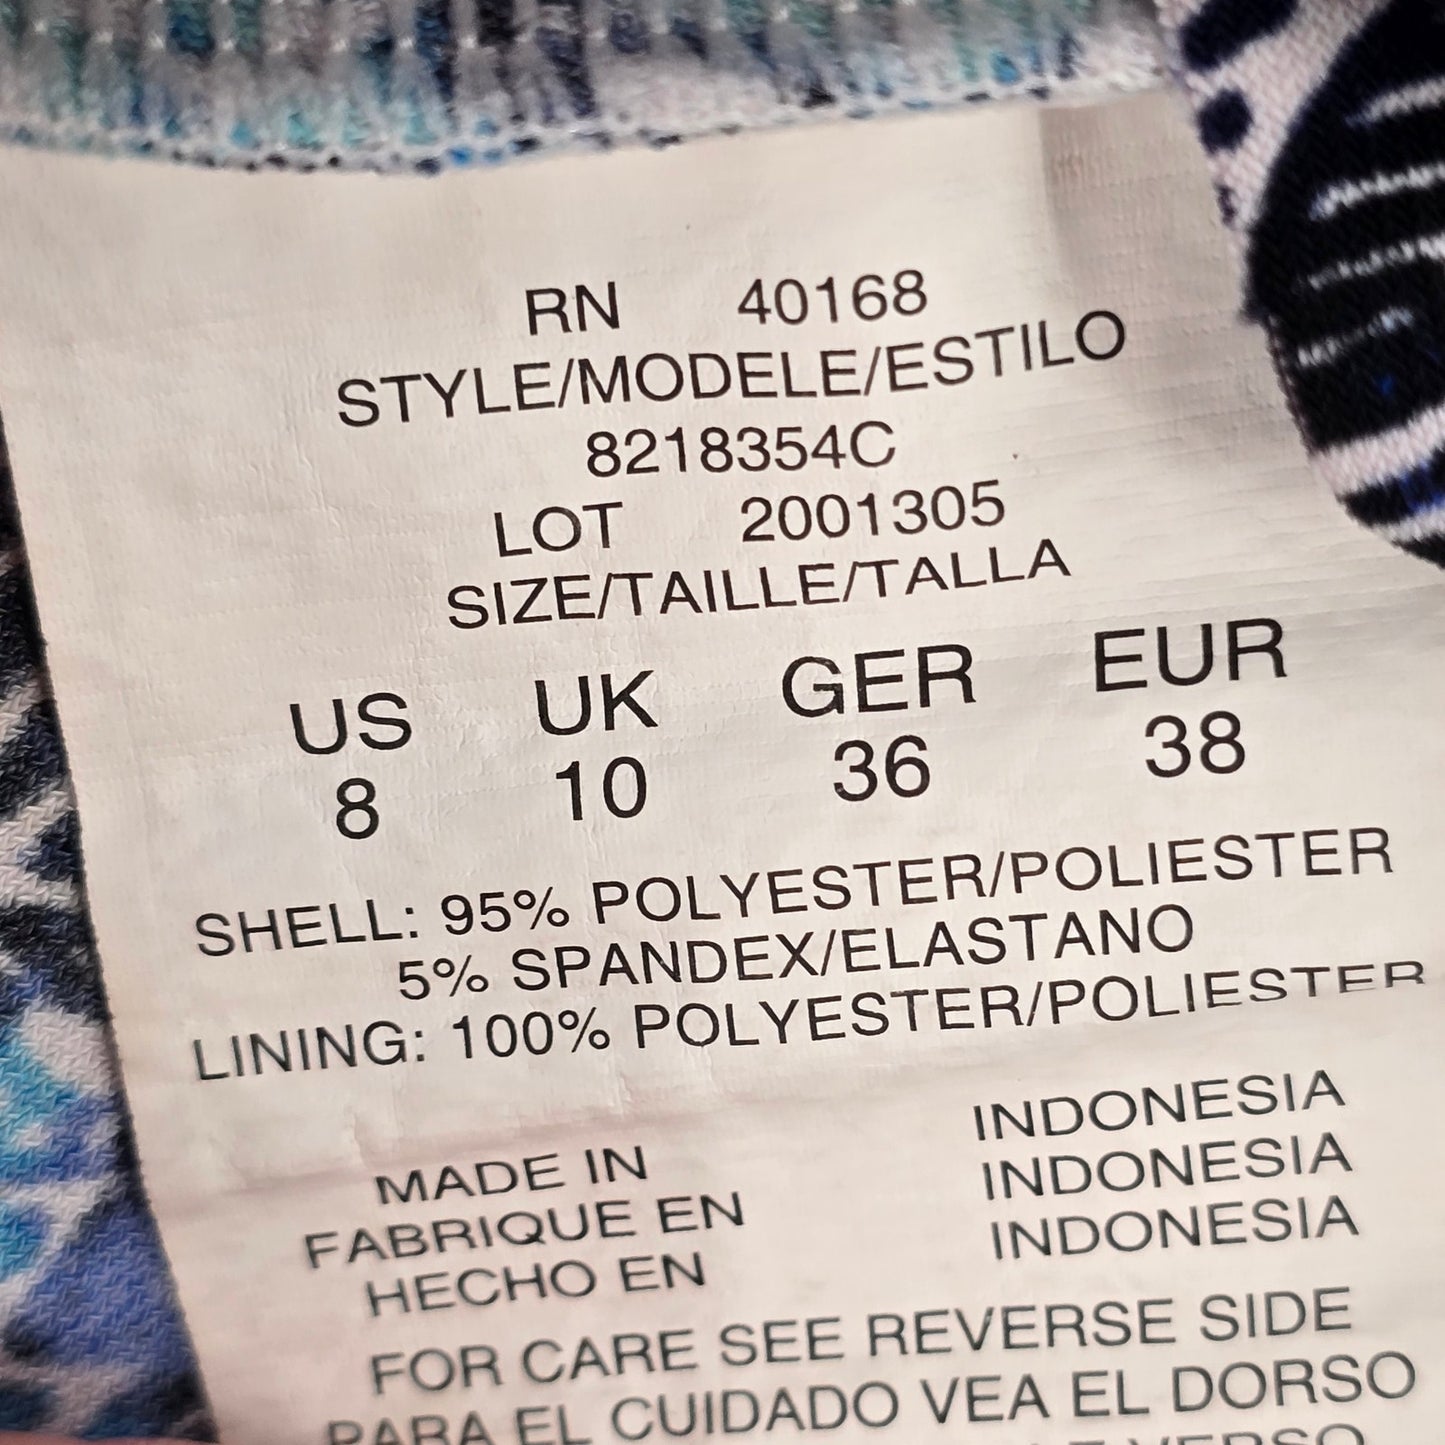 RN 40168
STYLE/MODELE/ESTILO
8218354C
LOT 2001305
SIZE/TAILLE/TALLA
US UK GER EUR
8 10 36 38
SHELL: 95% POLYESTER/POLIESTER
5% SPANDEX/ELASTANO
LINING: 100% POLYESTER/POLIESTER
MADE IN INDONESIA
FABRIQUE EN INDONESIA
HECHO EN INDONESIA
FOR CARE SEE REVERSE SIDE
PARA EL CUIDADO VEA EL DORSO